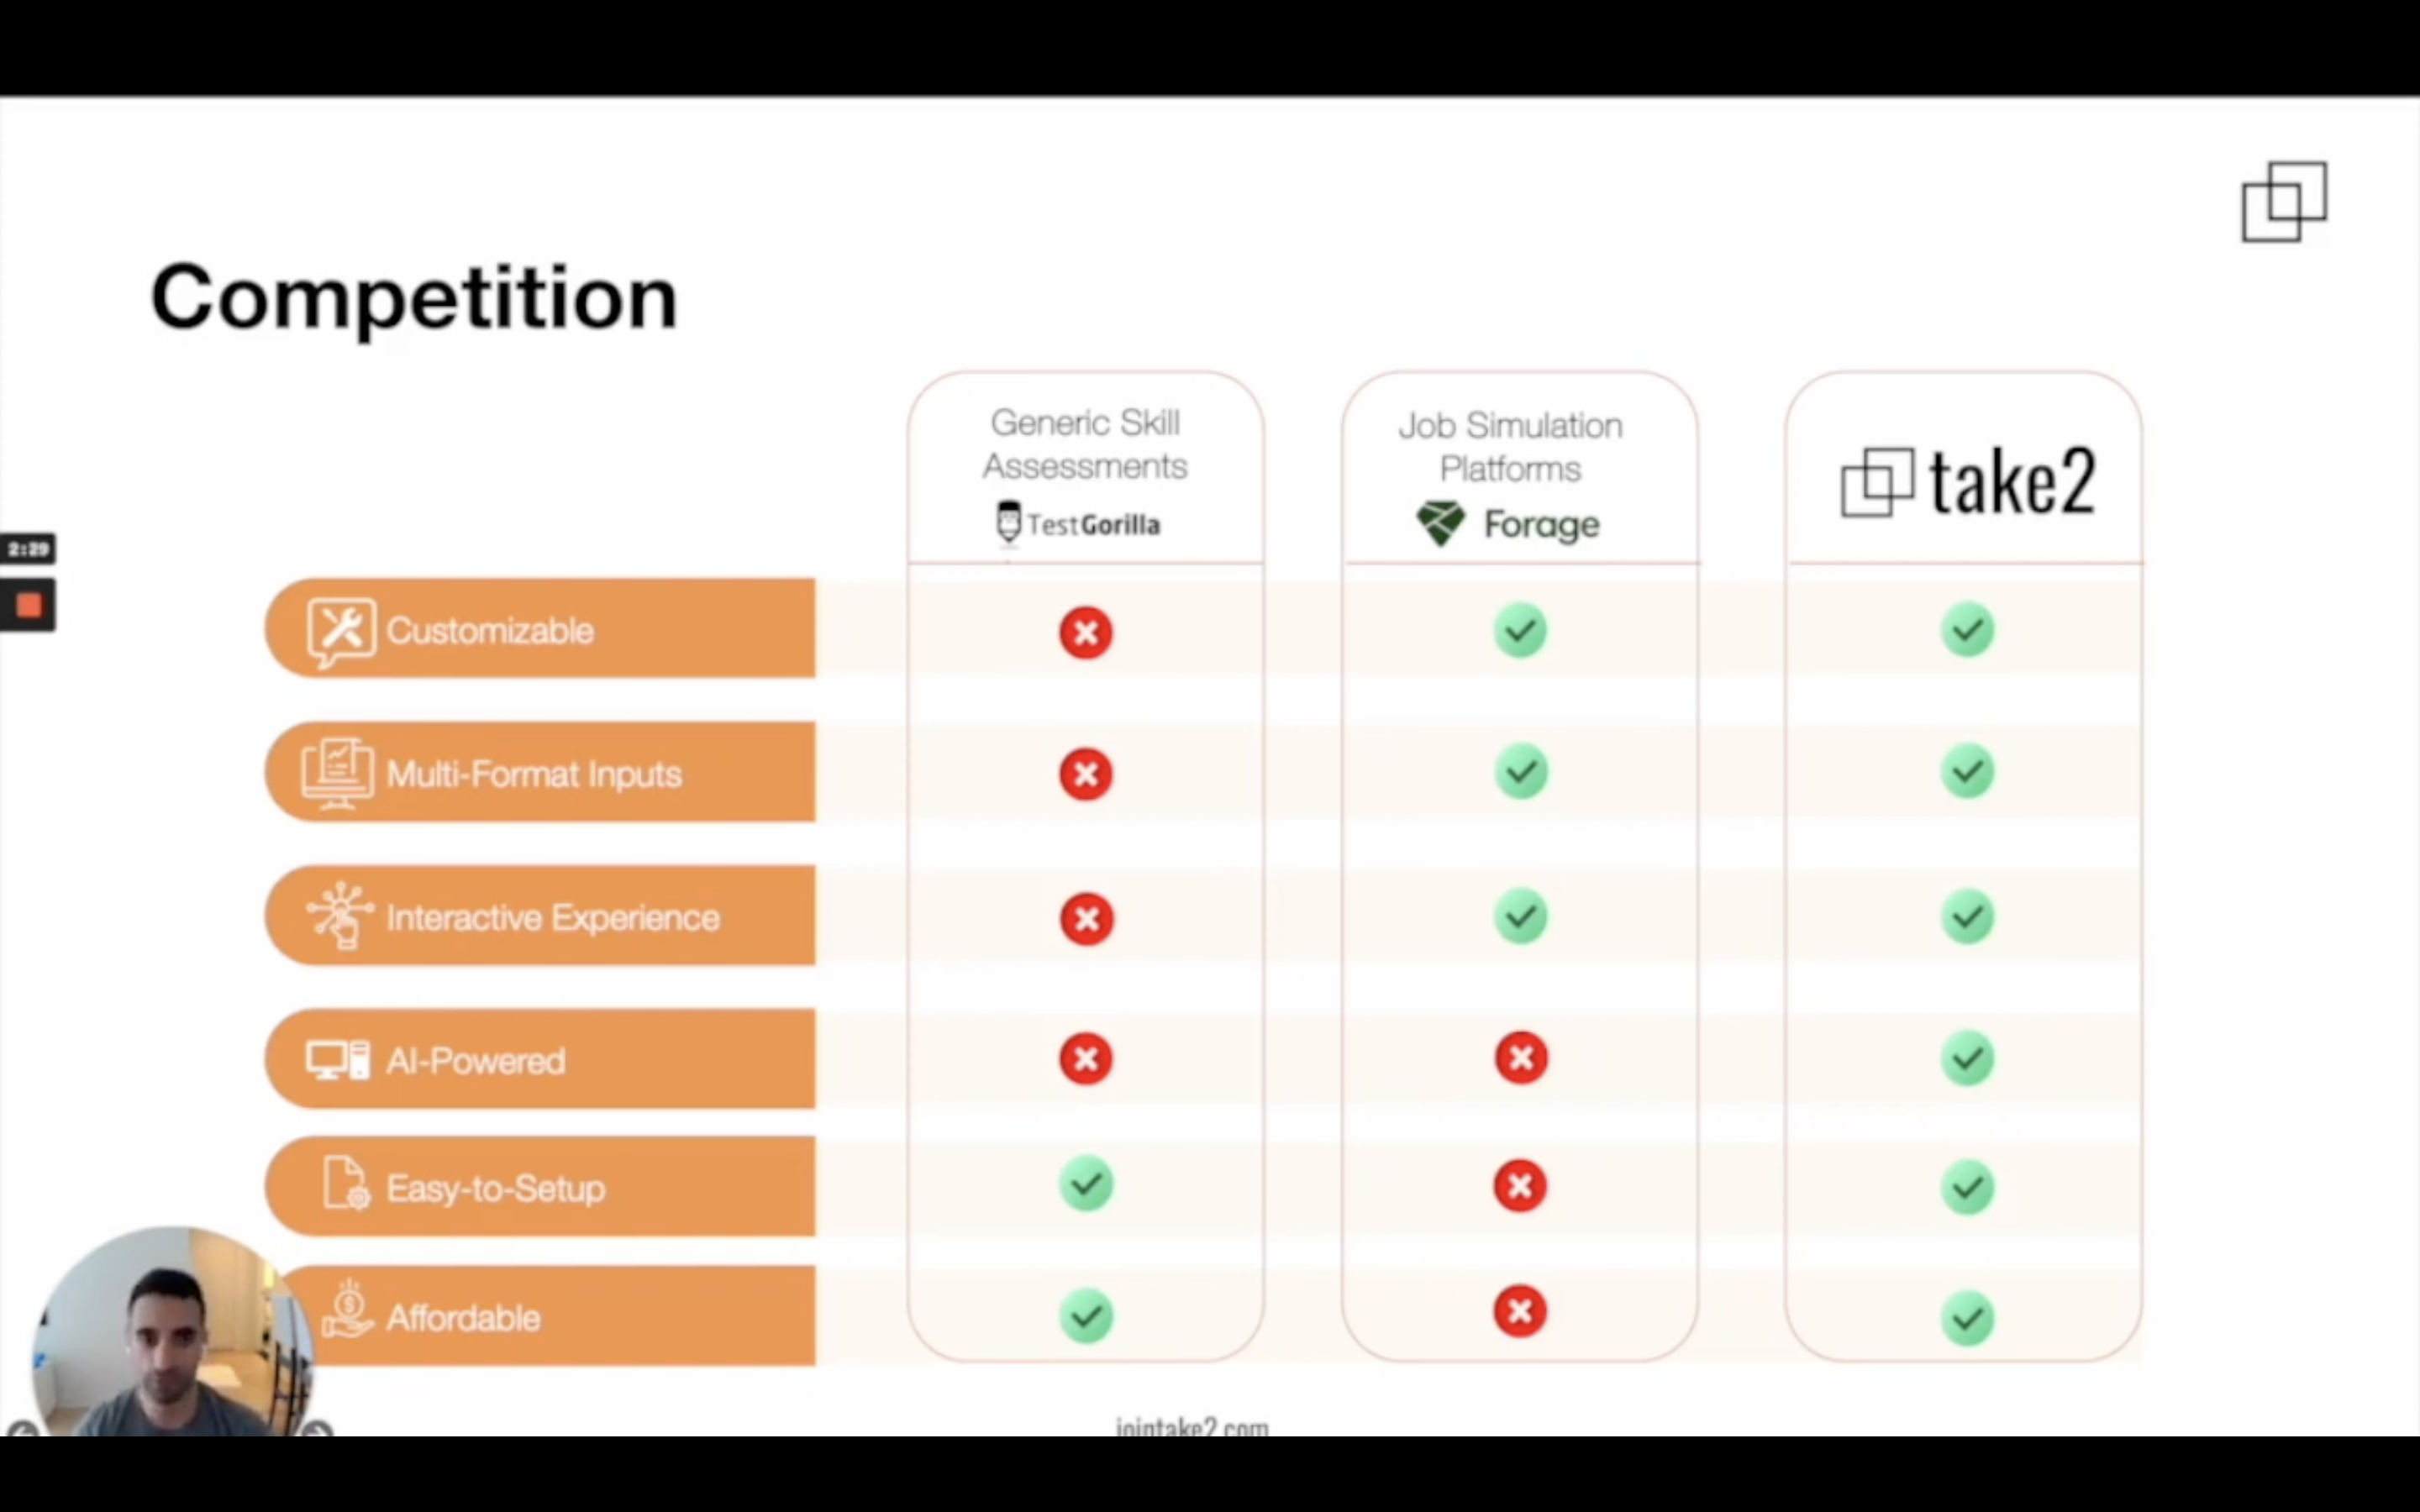 Competition
Generic Skill
Assessments
TestGorilla
Job Simulation
Platforms
Forage
take2
2:29
Customizable
Multi-Format Inputs
Interactive Experience
AI-Powered
Easy-to-Setup
Affordable
jointake2.com